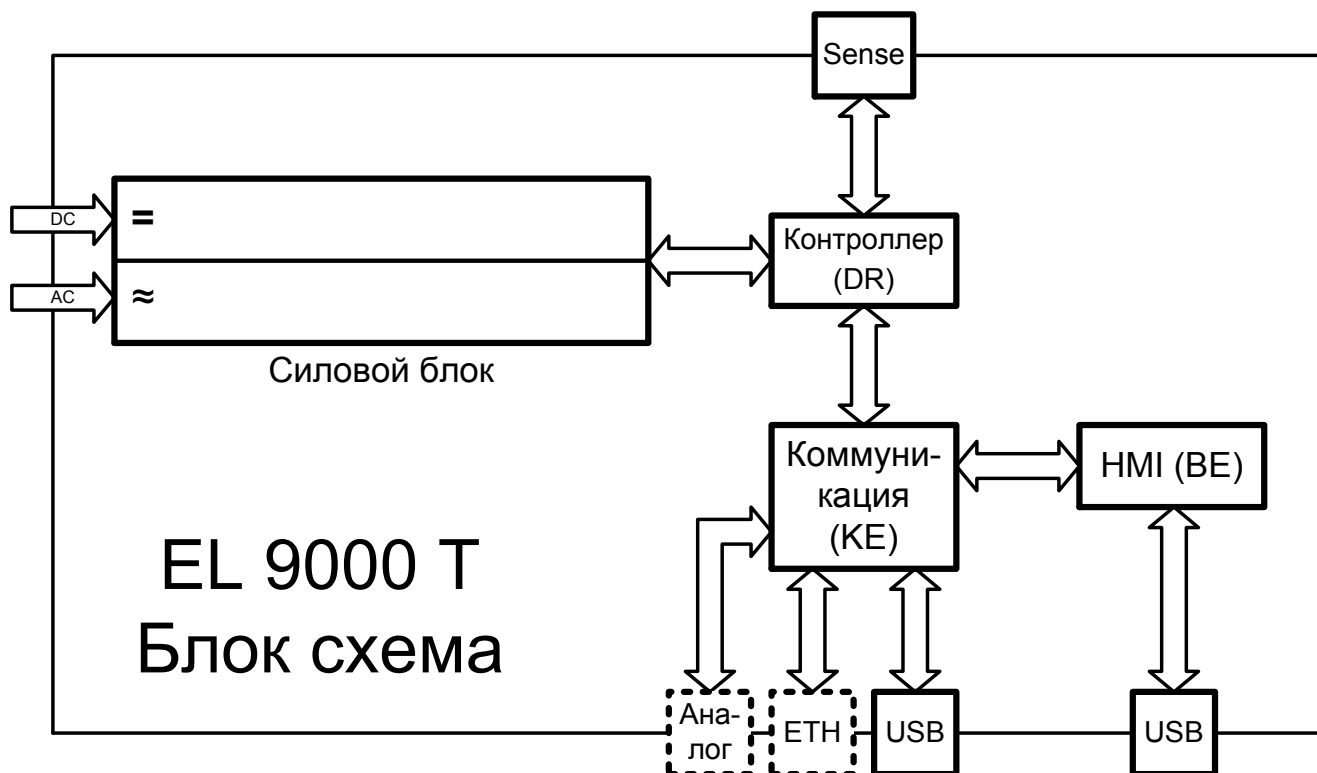 Sense
DC
=
AC
≈
Силовой блок
Контроллер
(DR)
Коммуни-
кация
(KE)
HMI (BE)
EL 9000 T
Блок схема
Ана-
лог
ETH
USB
USB